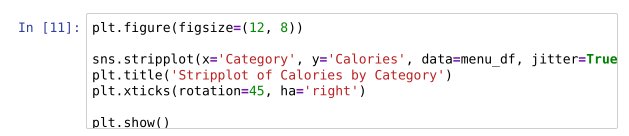 In [11]: plt.figure(figsize=(12, 8))
sns.stripplot(x='Category', y='Calories', data=menu_df, jitter=True
plt.title('Stripplot of Calories by Category')
plt.xticks(rotation=45, ha='right')
plt.show()